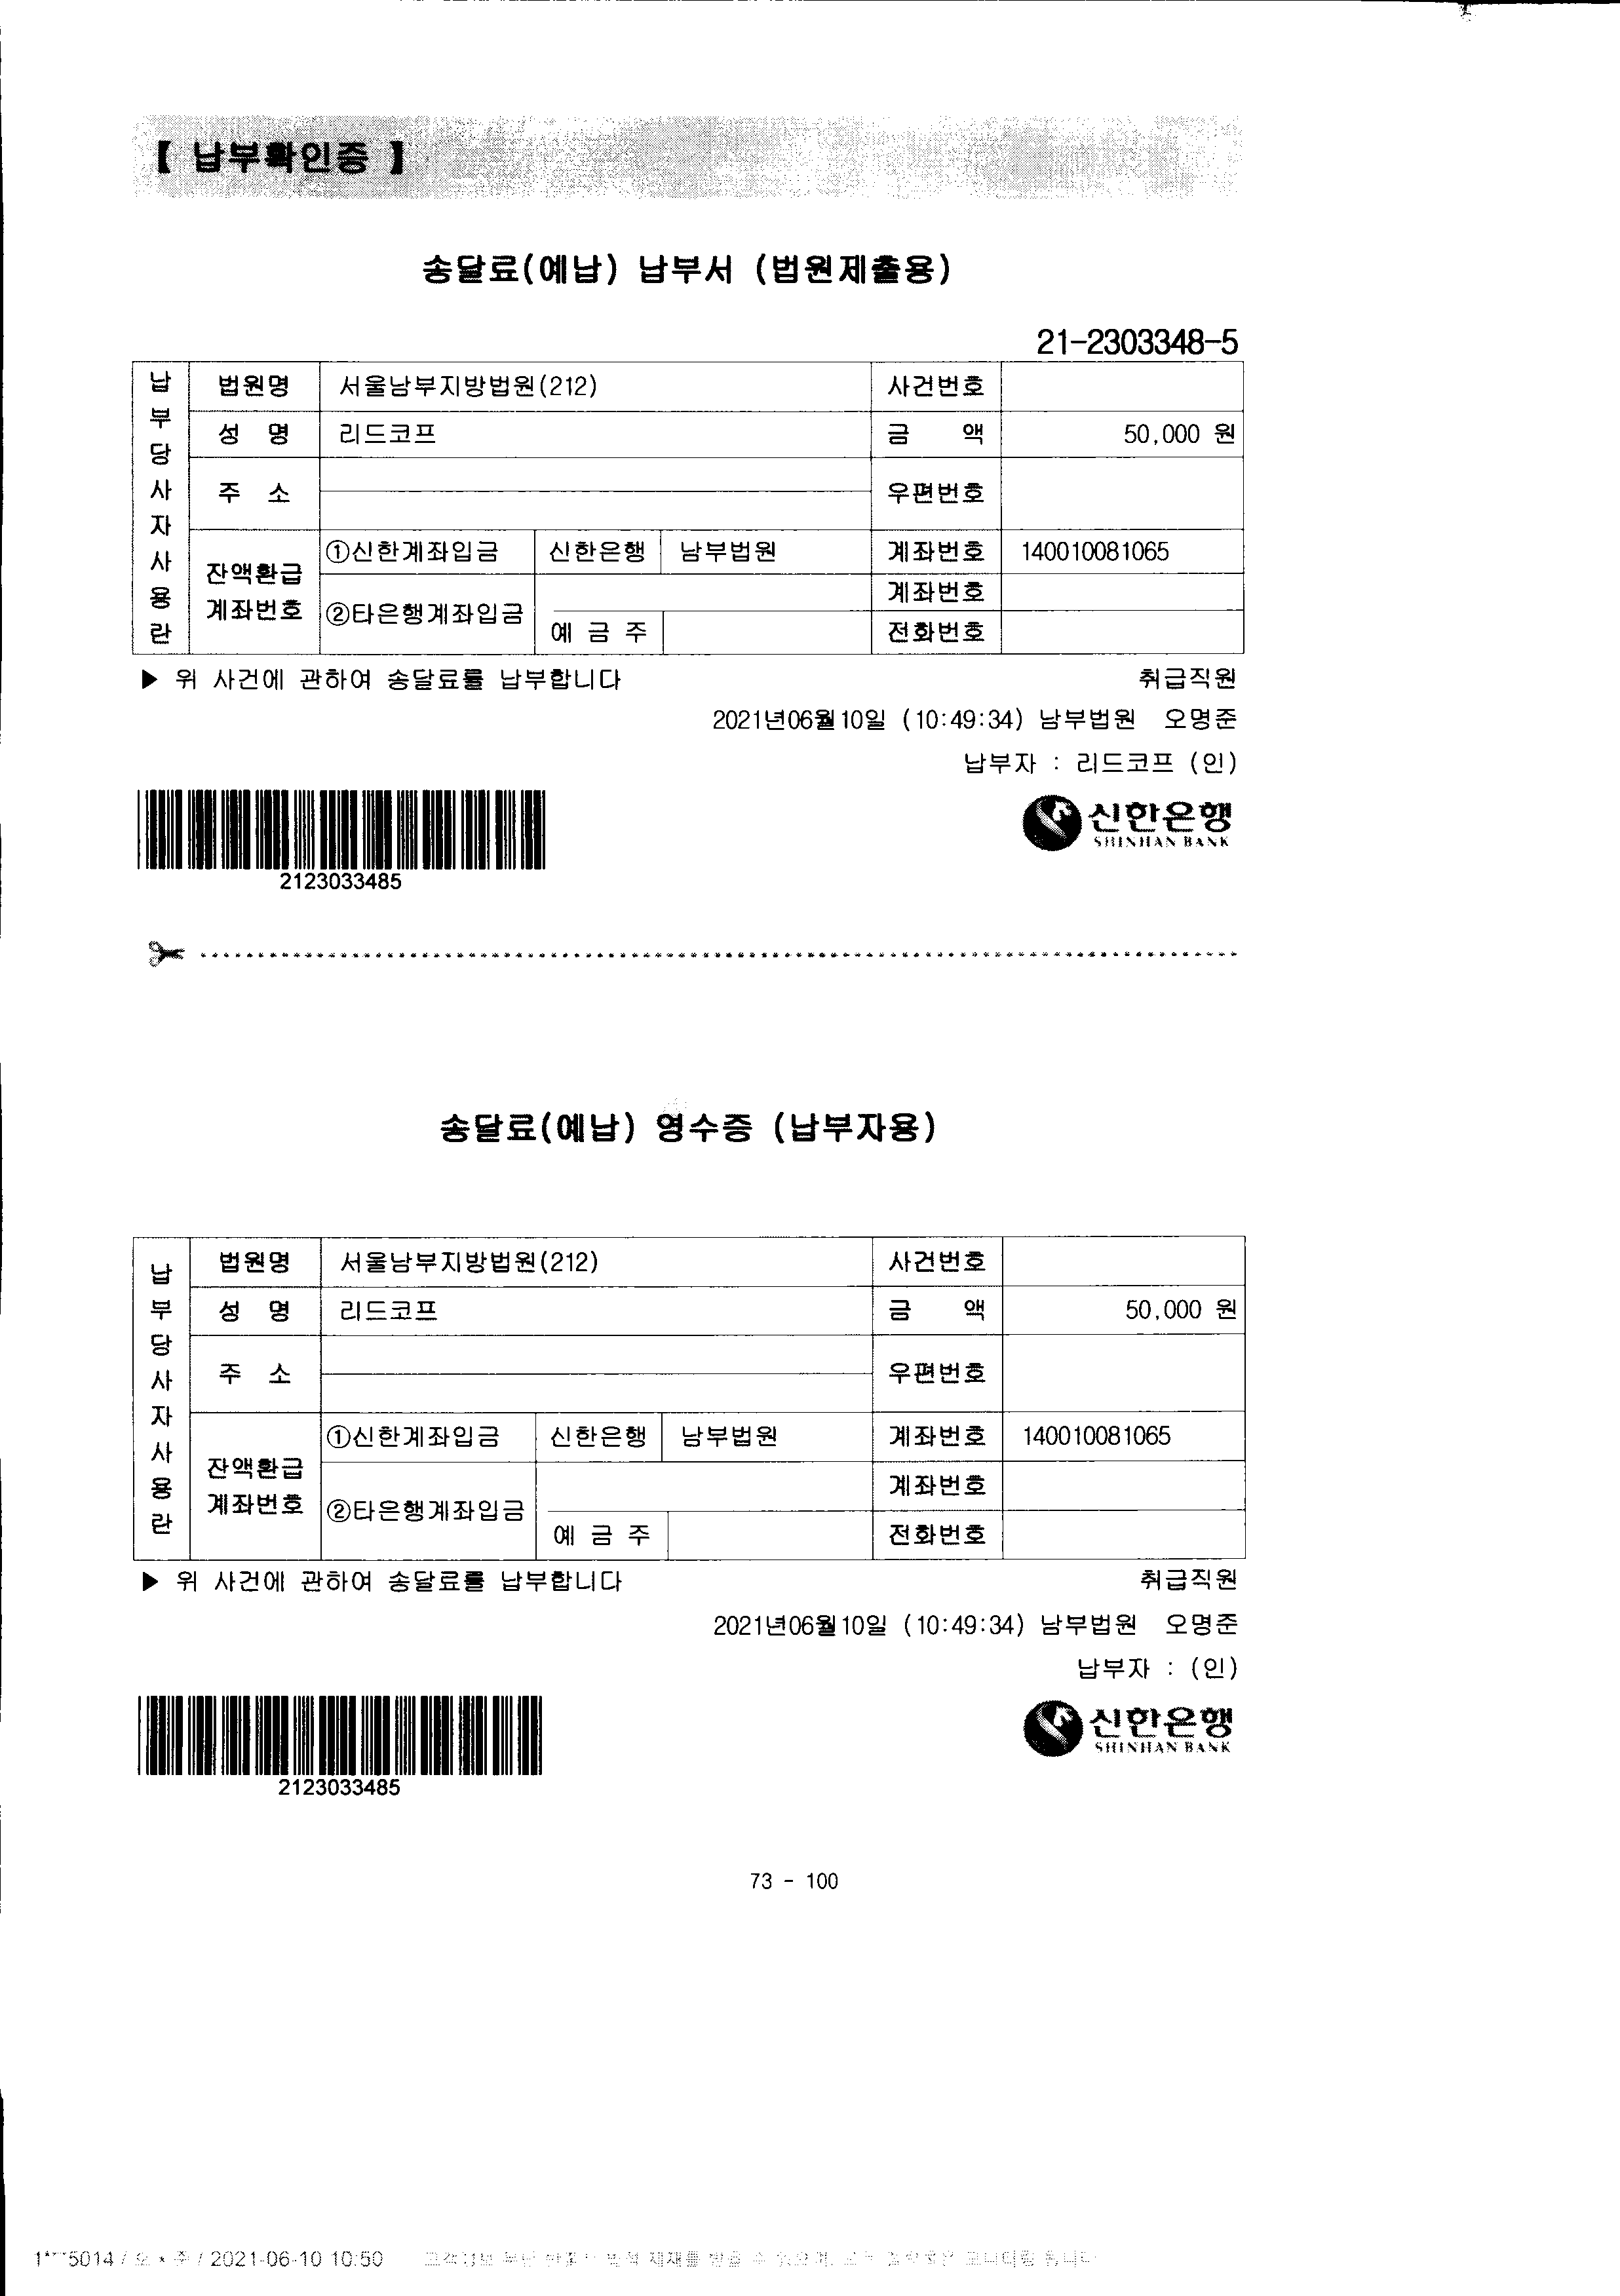 【 납부확인증 】
송달료(예납) 납부서 (법원제출용)
21-2303348-5
납부당사자사용란
법원명 서울남부지방법원(212) 사건번호
성 명 리드코프 금 액 50,000 원
주 소 우편번호
잔액환급 계좌번호
①신한계좌입금 신한은행 남부법원 계좌번호 140010081065
②타은행계좌입금 계좌번호
예 금 주 전화번호
▶ 위 사건에 관하여 송달료를 납부합니다 취급직원
2021년06월10일 (10:49:34) 남부법원 오명준
납부자 : 리드코프 (인)
신한은행
SHINHAN BANK
2123033485
송달료(예납) 영수증 (납부자용)
납부당사자사용란
법원명 서울남부지방법원(212) 사건번호
성 명 리드코프 금 액 50,000 원
주 소 우편번호
잔액환급 계좌번호
①신한계좌입금 신한은행 남부법원 계좌번호 140010081065
②타은행계좌입금 계좌번호
예 금 주 전화번호
▶ 위 사건에 관하여 송달료를 납부합니다 취급직원
2021년06월10일 (10:49:34) 남부법원 오명준
납부자 : (인)
신한은행
SHINHAN BANK
2123033485
73 - 100
1***5014 / 오 * 준 / 2021-06-10 10:50